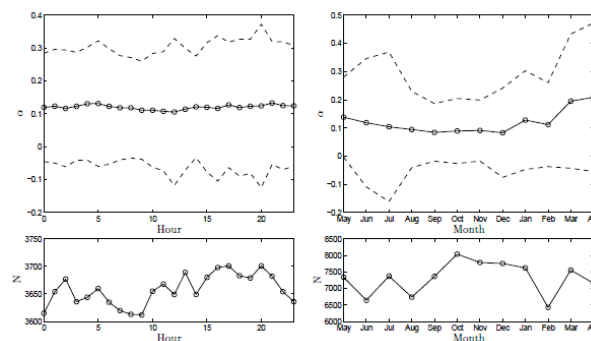 0.4
0.3
0.2
0.1
0
−0.1
−0.2
α
0 5 10 15 20
Hour
0.5
0.4
0.3
0.2
0.1
0
−0.1
−0.2
α
May Jun Jul Aug Sep Oct Nov Dec Jan Feb Mar A
Month
3750
3700
3650
3600
N
0 5 10 15 20
Hour
8500
8000
7500
7000
6500
6000
N
May Jun Jul Aug Sep Oct Nov Dec Jan Feb Mar A
Month